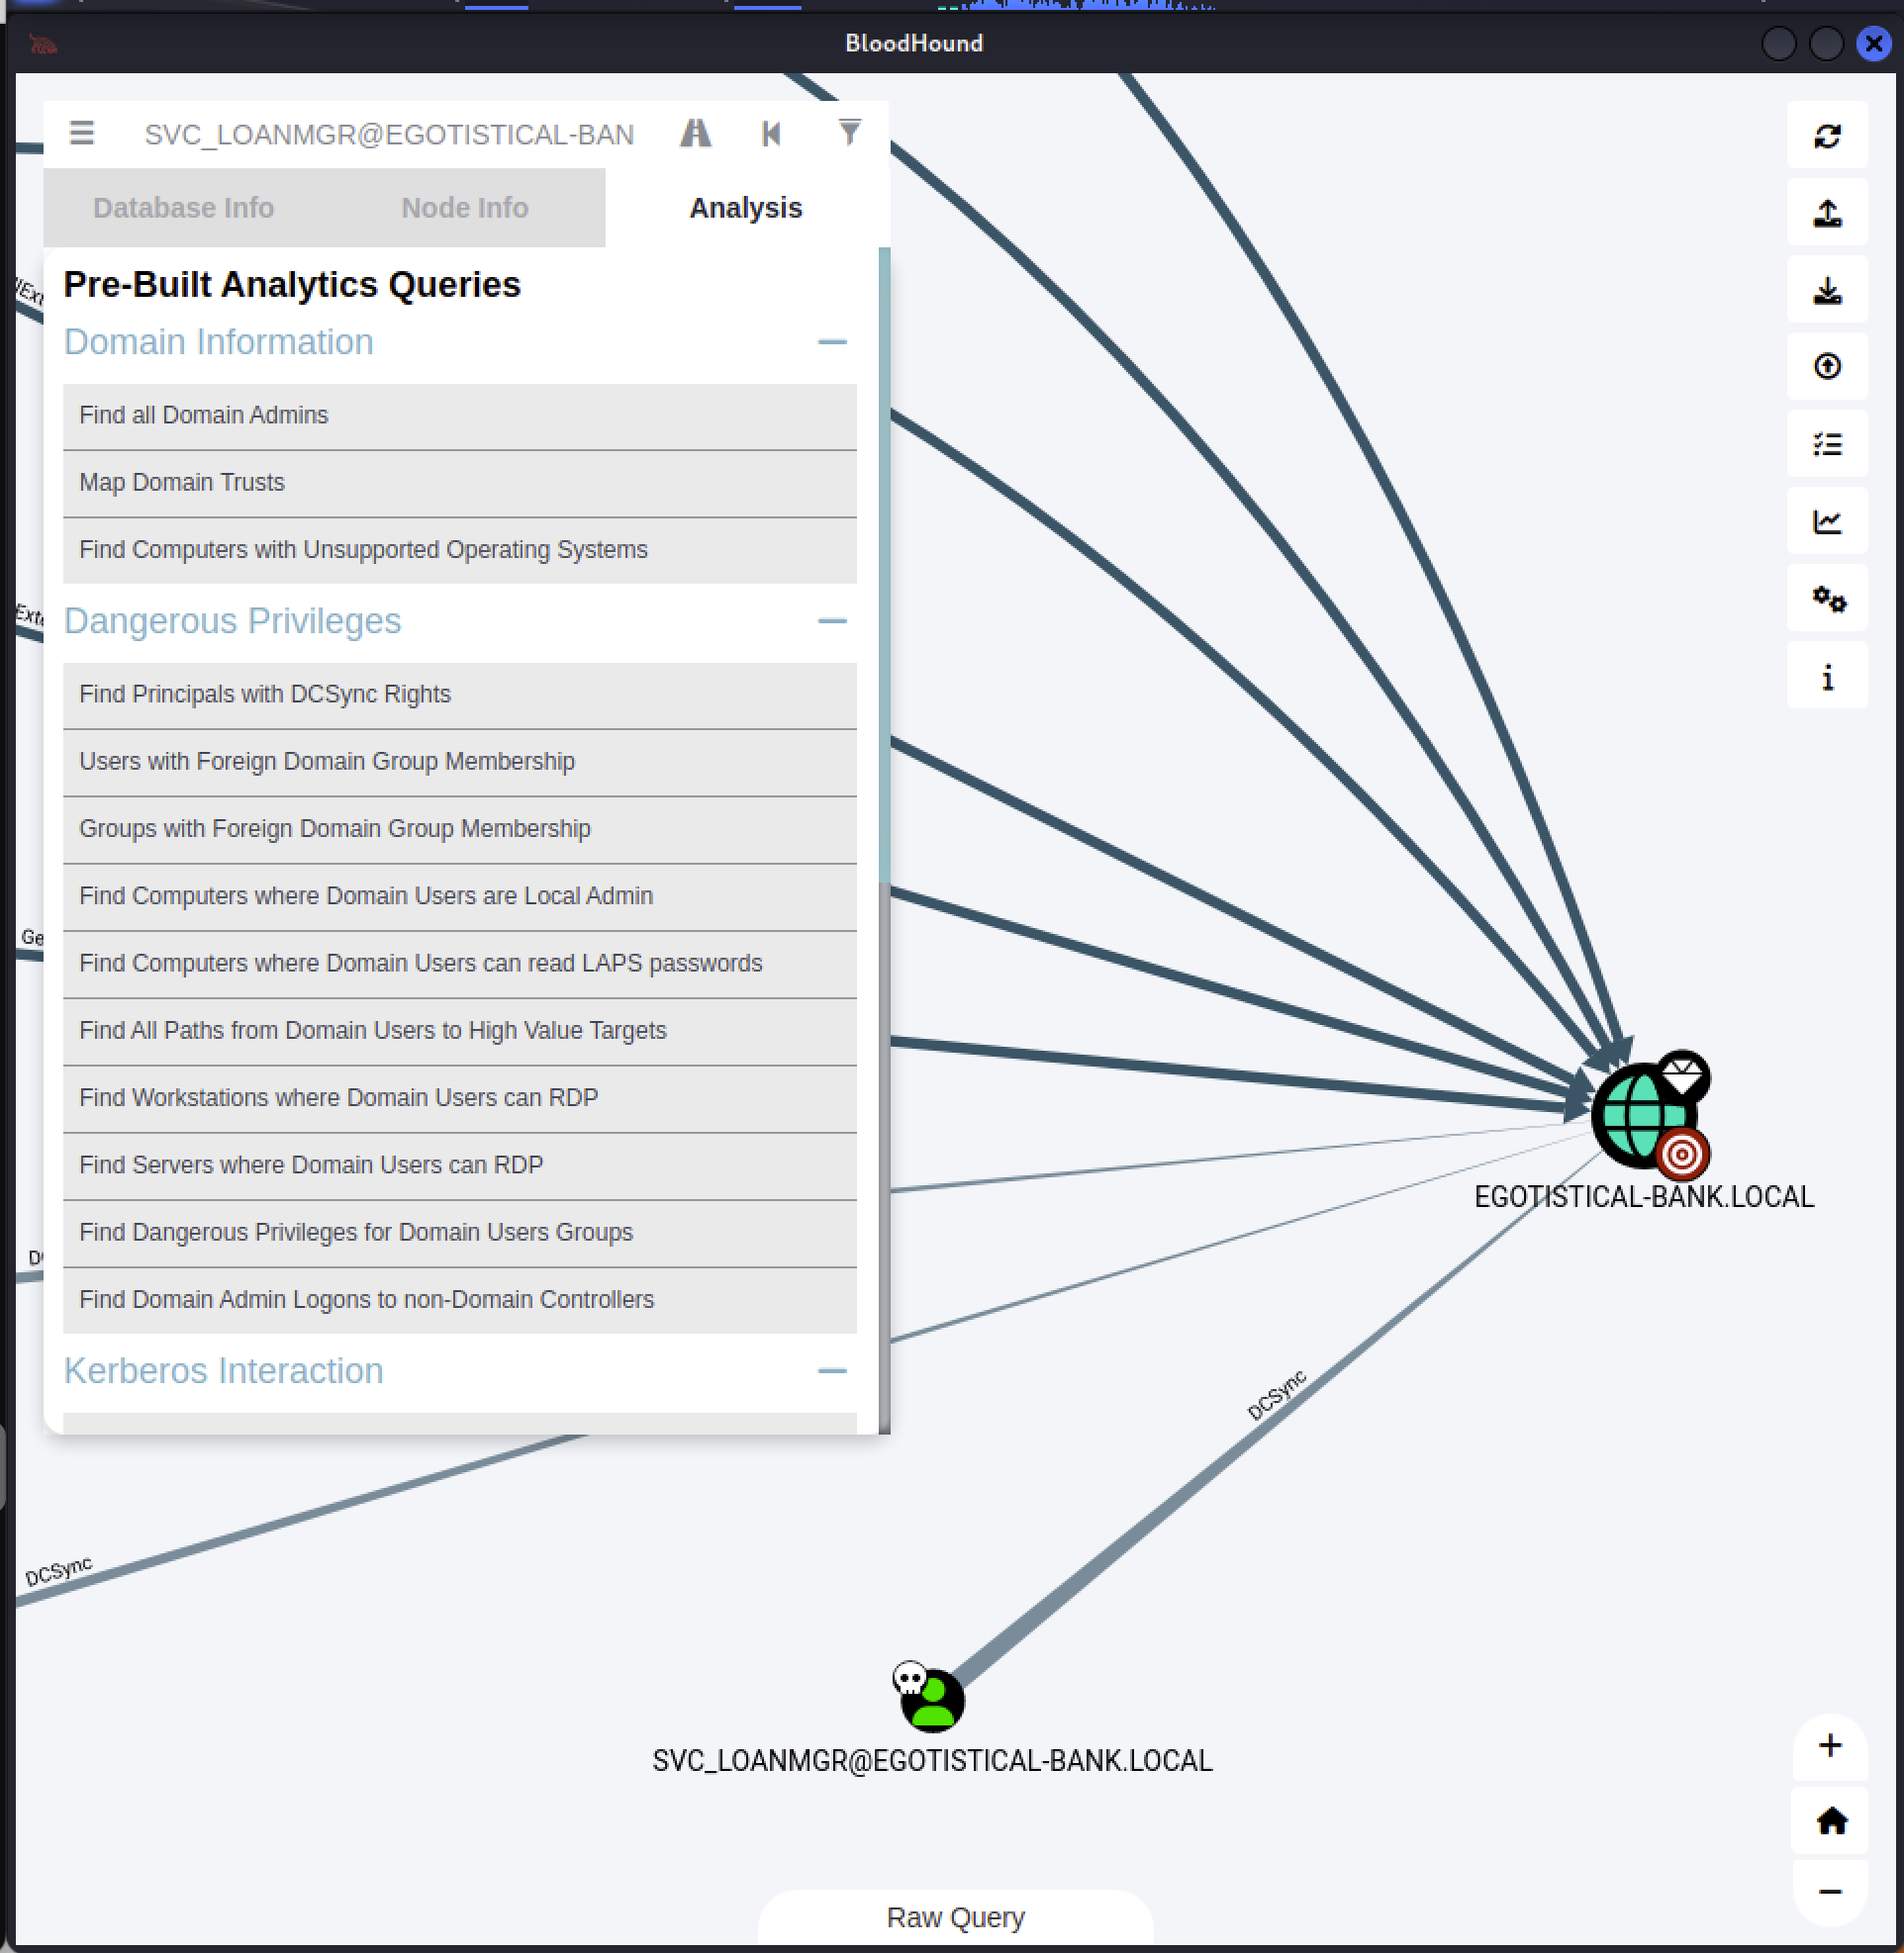 BloodHound
SVC_LOANMGR@EGOTISTICAL-BAN
Database Info
Node Info
Analysis
Pre-Built Analytics Queries
Domain Information
Find all Domain Admins
Map Domain Trusts
Find Computers with Unsupported Operating Systems
Dangerous Privileges
Find Principals with DCSync Rights
Users with Foreign Domain Group Membership
Groups with Foreign Domain Group Membership
Find Computers where Domain Users are Local Admin
Find Computers where Domain Users can read LAPS passwords
Find All Paths from Domain Users to High Value Targets
Find Workstations where Domain Users can RDP
Find Servers where Domain Users can RDP
Find Dangerous Privileges for Domain Users Groups
Find Domain Admin Logons to non-Domain Controllers
Kerberos Interaction
EGOTISTICAL-BANK.LOCAL
DCSync
DCSync
SVC_LOANMGR@EGOTISTICAL-BANK.LOCAL
Raw Query